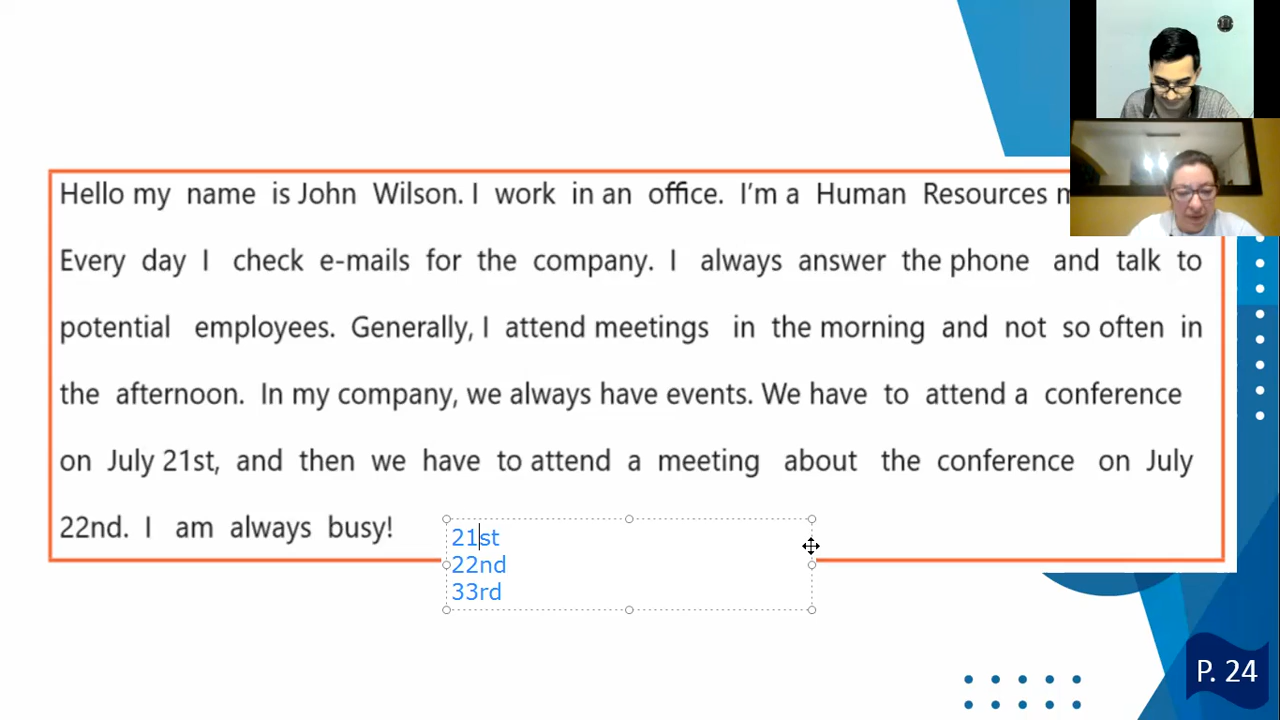 Hello my name is John Wilson. I work in an office. I'm a Human Resources
Every day I check e-mails for the company. I always answer the phone and talk to
potential employees. Generally, I attend meetings in the morning and not so often in
the afternoon. In my company, we always have events. We have to attend a conference
on July 21st, and then we have to attend a meeting about the conference on July
22nd. I am always busy!
21st
22nd
33rd
P. 24